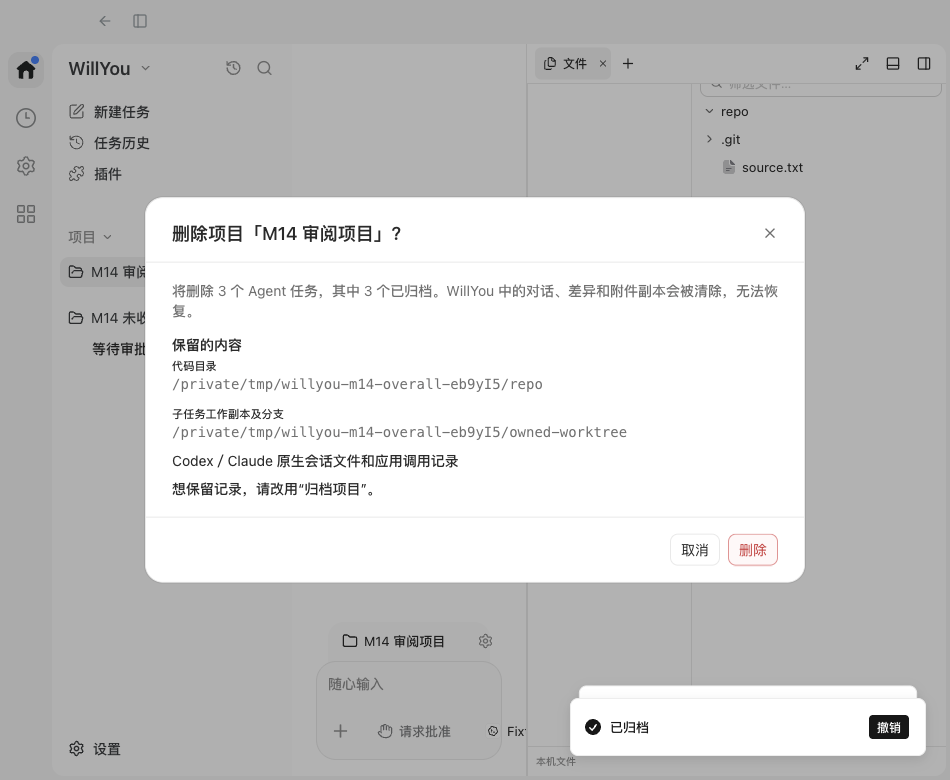 WillYou
新建任务
任务历史
插件
项目
M14 审阅
M14 未收
等待审批
设置
文件
筛选文件...
repo
.git
source.txt
删除项目「M14 审阅项目」?
将删除 3 个 Agent 任务，其中 3 个已归档。WillYou 中的对话、差异和附件副本会被清除，无法恢
复。
保留的内容
代码目录
/private/tmp/willyou-m14-overall-eb9yI5/repo
子任务工作副本及分支
/private/tmp/willyou-m14-overall-eb9yI5/owned-worktree
Codex / Claude 原生会话文件和应用调用记录
想保留记录，请改用“归档项目”。
取消
删除
M14 审阅项目
随心输入
请求批准
Fix
已归档
撤销
本机文件